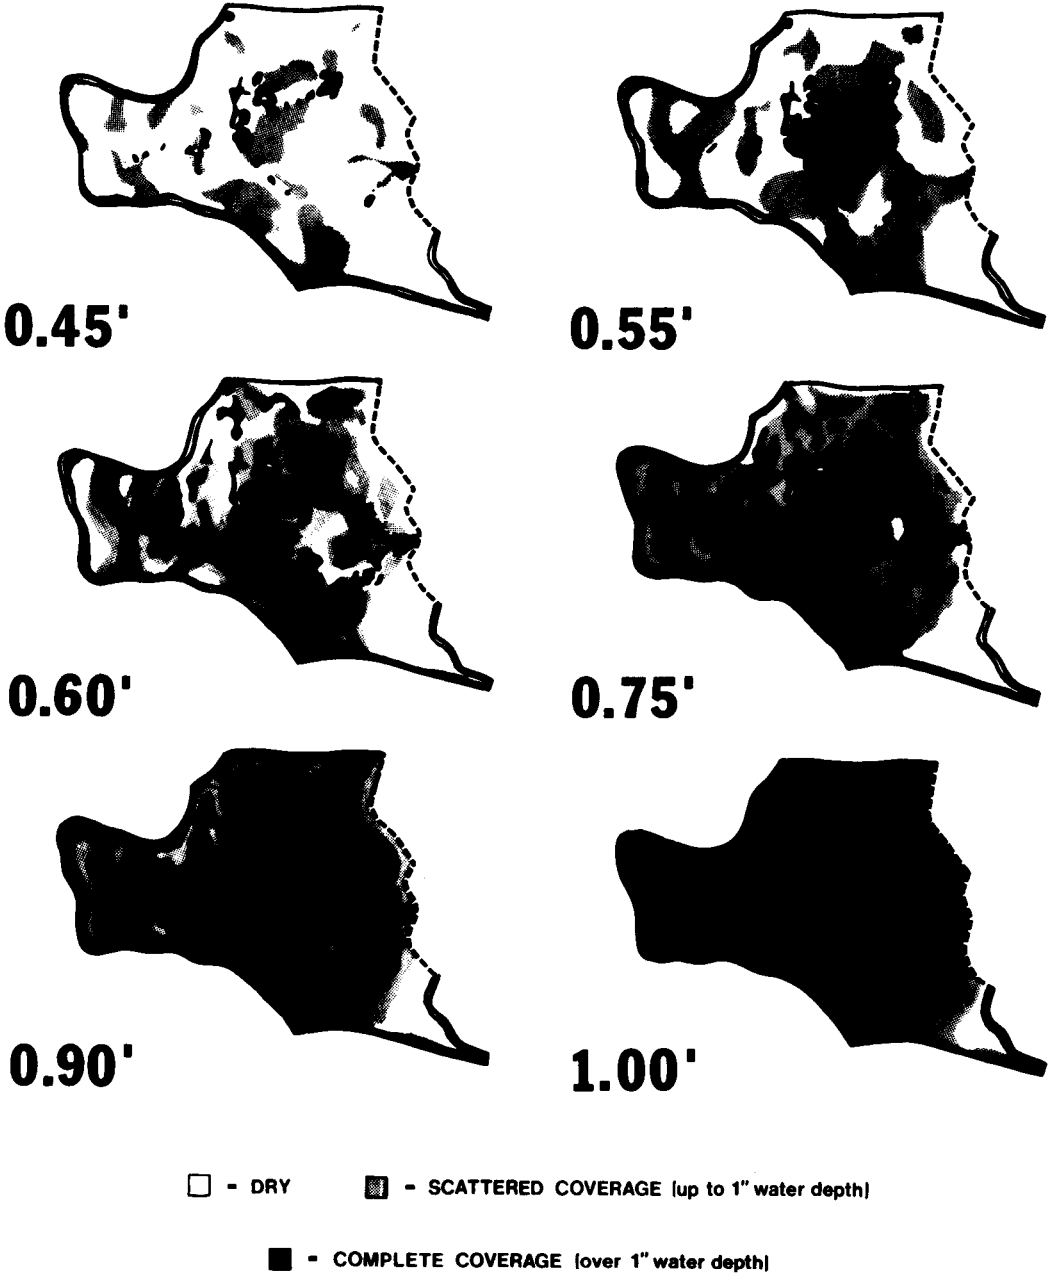 0.45'
0.55'
0.60'
0.75'
0.90'
1.00'
- DRY
- SCATTERED COVERAGE (up to 1" water depth)
- COMPLETE COVERAGE (over 1" water depth)